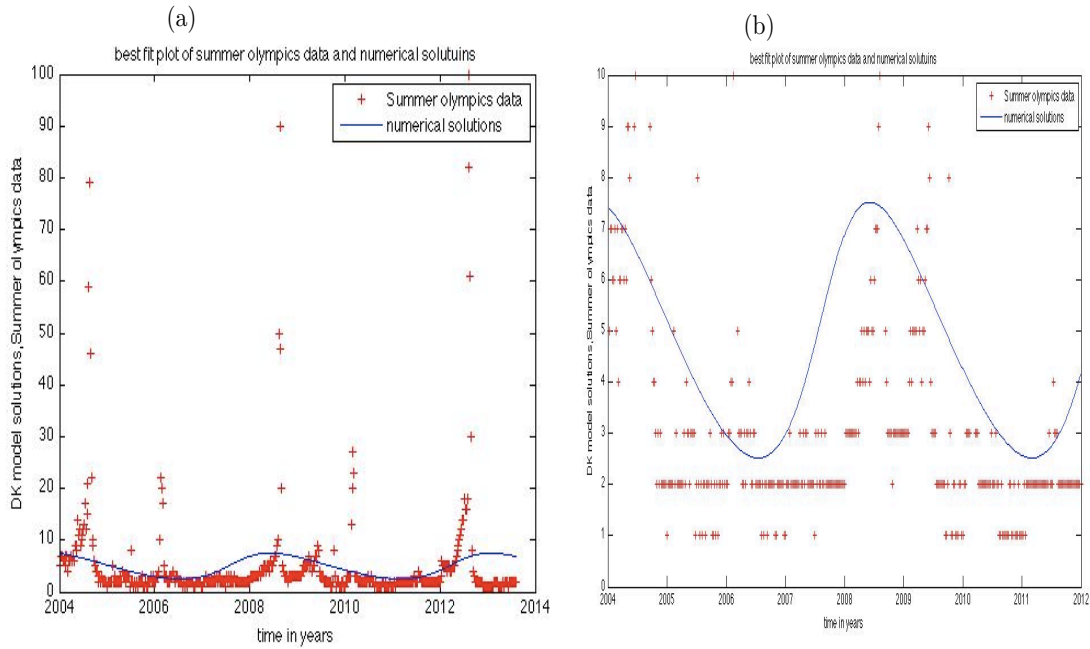 (a)
best fit plot of summer olympics data and numerical solutuins
100
90
80
70
60
50
40
30
20
10
0
2004 2006 2008 2010 2012 2014
DK model solutions,Summer olympics data
time in years
Summer olympics data
numerical solutions
(b)
best fit plot of summer olympics data and numerical solutuins
10
9
8
7
6
5
4
3
2
1
0
2004 2005 2006 2007 2008 2009 2010 2011 2012
DK model solutions,Summer olympics data
time in years
Summer olympics data
numerical solutions